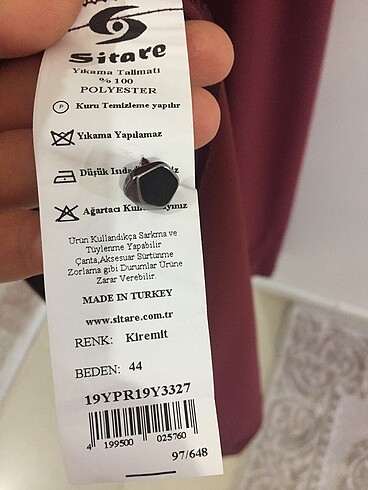 Sitare
Yıkama Talimatı
% 100
POLYESTER
P Kuru Temizleme yapılır
Yıkama Yapılamaz
Düşük Isıda
Ağartacı
Ürün Kullandıkça Sarkma ve
Tüylenme Yapabilir
Çanta,Aksesuar Sürtünme
Zorlama gibi Durumlar Ürüne
Zarar Verebilir.
MADE IN TURKEY
www.sitare.com.tr
RENK: Kiremit
BEDEN: 44
19YPR19Y3327
4 199500 025760
97/648